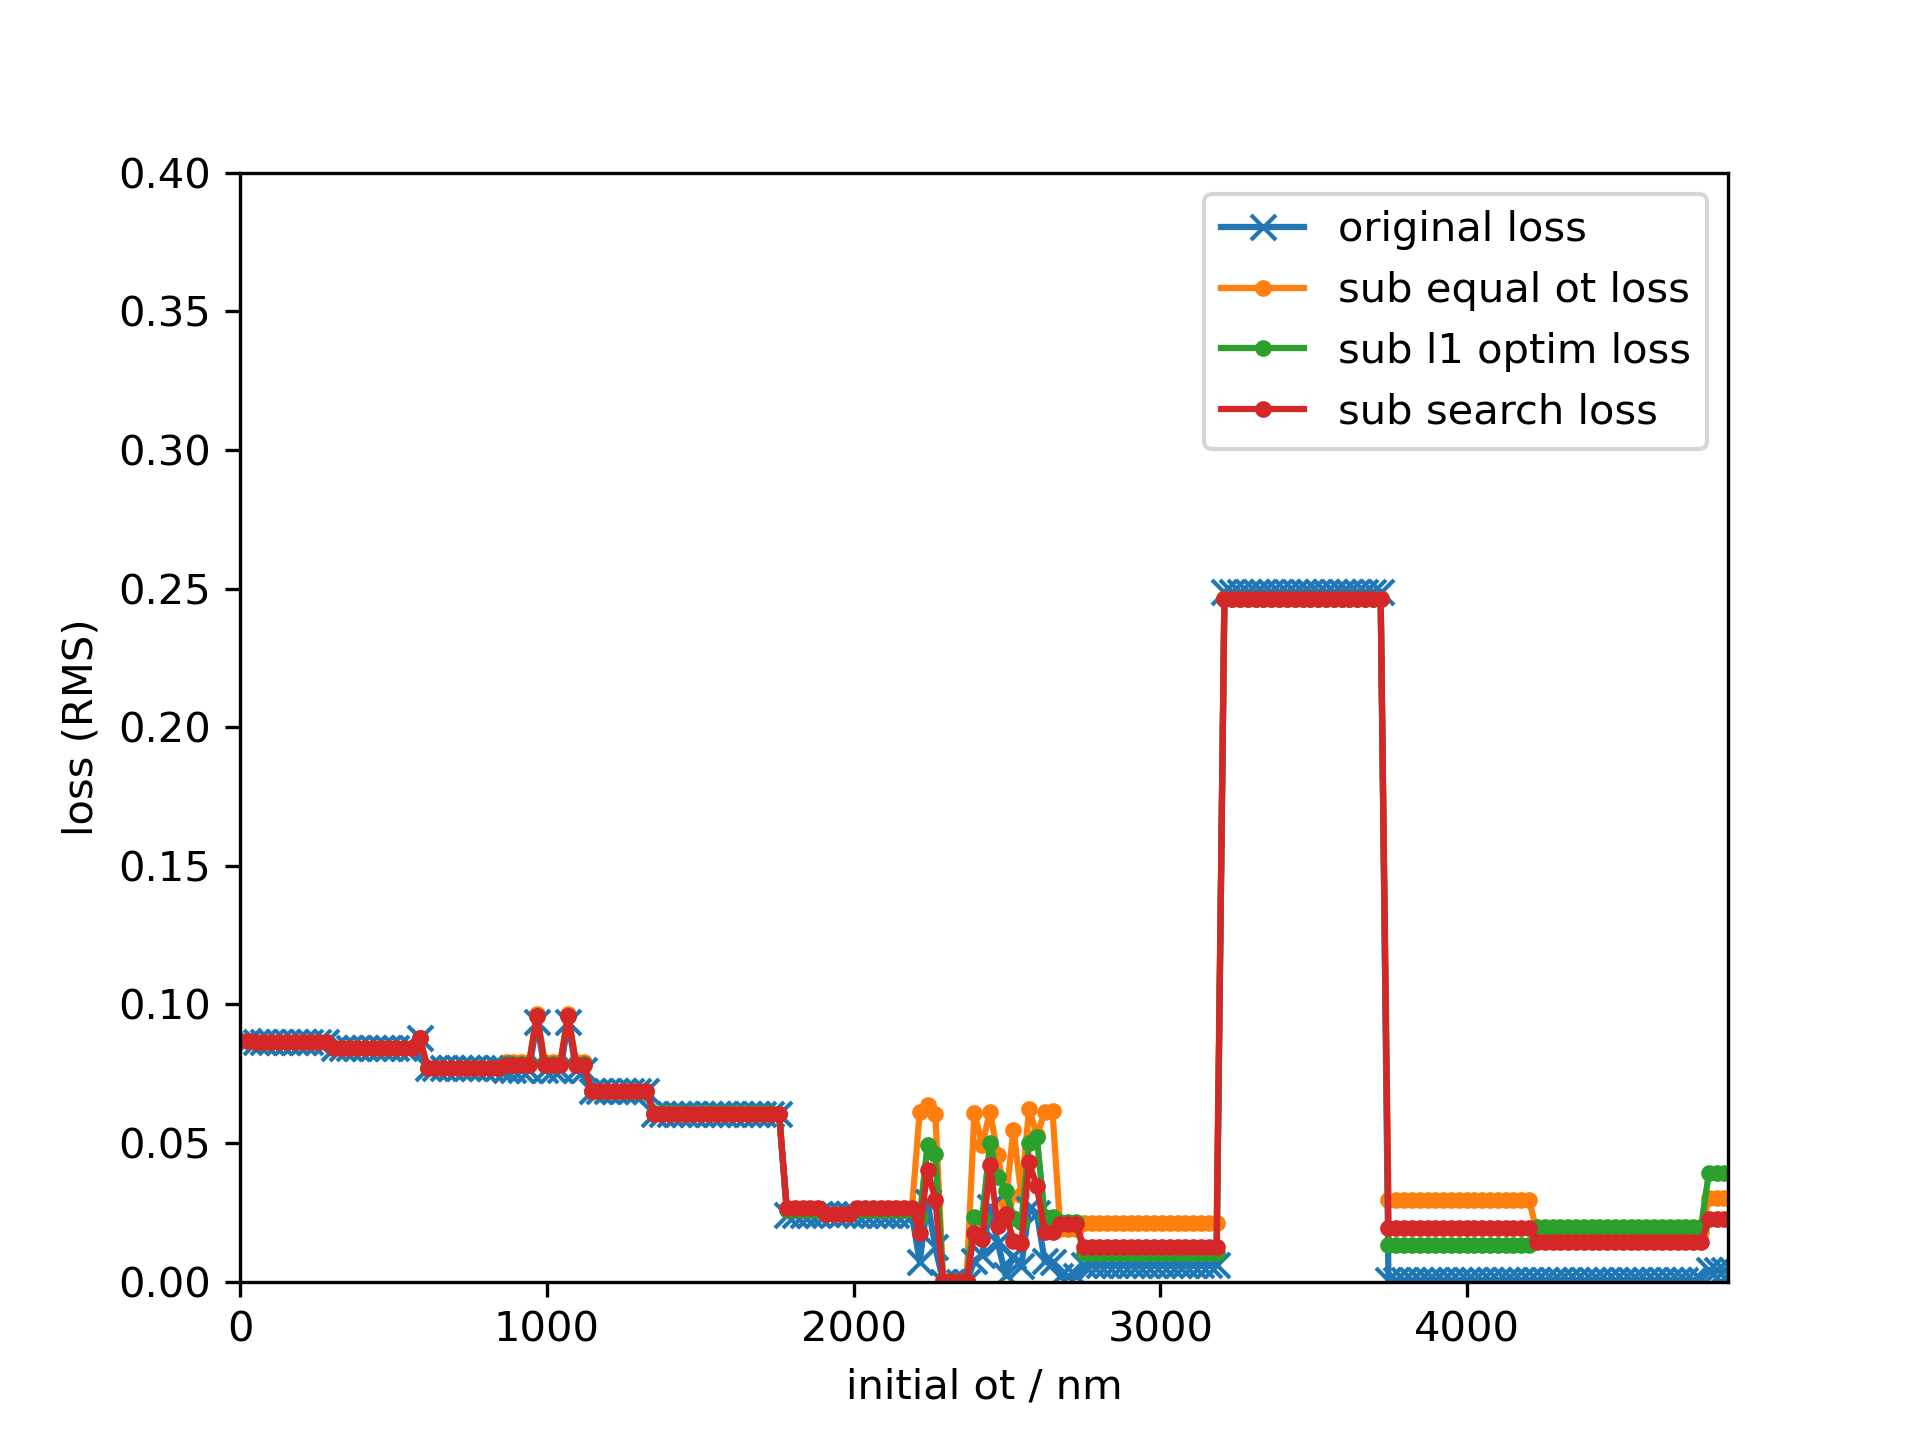 0.40
0.35
0.30
0.25
0.20
0.15
0.10
0.05
0.00
loss (RMS)
original loss
sub equal ot loss
sub l1 optim loss
sub search loss
0 1000 2000 3000 4000
initial ot / nm